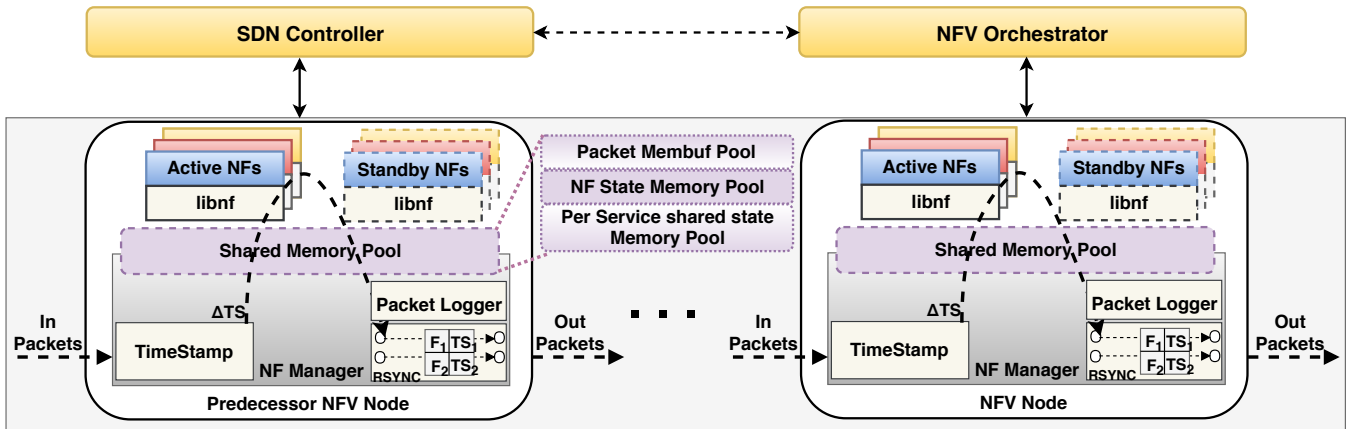 SDN Controller
NFV Orchestrator
Active NFs
libnf
Standby NFs
libnf
Shared Memory Pool
Packet Membuf Pool
NF State Memory Pool
Per Service shared state
Memory Pool
In
Packets
ΔTS
TimeStamp
NF Manager
Packet Logger
F1 TS1
F2 TS2
RSYNC
Out
Packets
Predecessor NFV Node
. . .
Active NFs
libnf
Standby NFs
libnf
Shared Memory Pool
In
Packets
ΔTS
TimeStamp
NF Manager
Packet Logger
F1 TS1
F2 TS2
RSYNC
Out
Packets
NFV Node